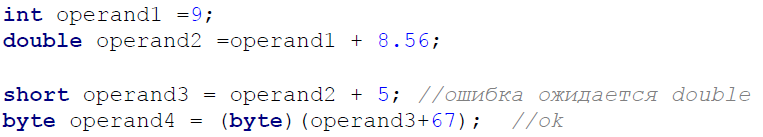 int operand1 =9;
double operand2 =operand1 + 8.56;
short operand3 = operand2 + 5; //ошибка ожидается double
byte operand4 = (byte)(operand3+67);  //ok